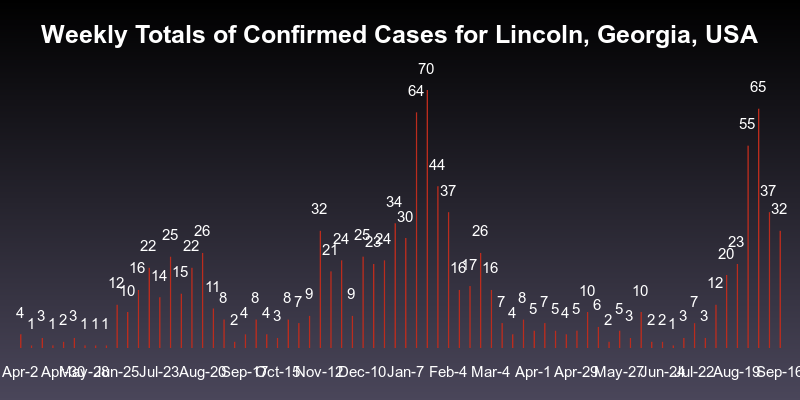 Weekly Totals of Confirmed Cases for Lincoln, Georgia, USA
4 1 3 1 2 3 1 1 1 12 10 16 22 14 25 15 22 26 11 8 2 4 8 4 3 8 7 9 32 21 24 9 25 23 24 34 30 64 70 44 37 16 17 26 16 7 4 8 5 7 5 4 5 10 6 2 5 3 10 2 2 1 3 7 3 12 20 23 55 65 37 32
Apr-2 Apr-30 May-28 Jun-25 Jul-23 Aug-20 Sep-17 Oct-15 Nov-12 Dec-10 Jan-7 Feb-4 Mar-4 Apr-1 Apr-29 May-27 Jun-24 Jul-22 Aug-19 Sep-16